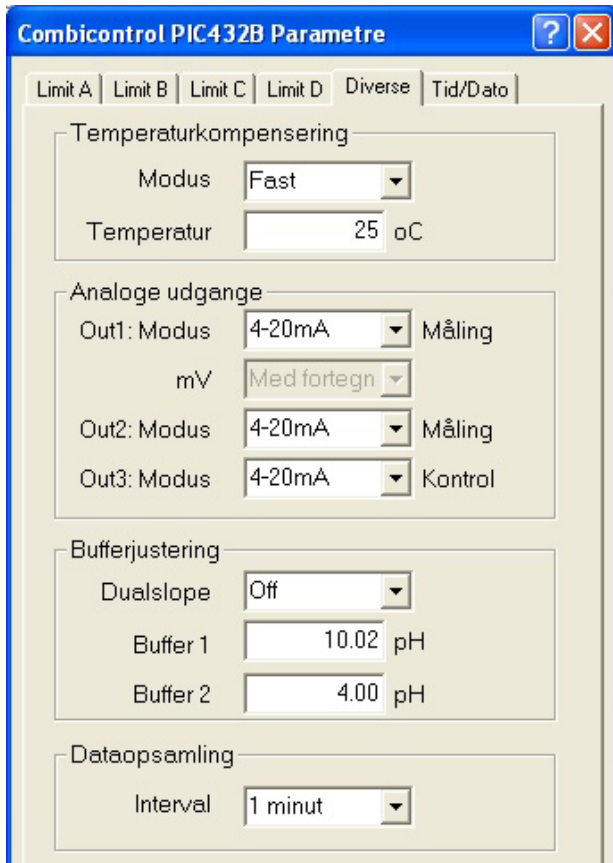 Combicontrol PIC432B Parametre
Limit A Limit B Limit C Limit D Diverse Tid/Dato
Temperaturkompensering
Modus Fast
Temperatur 25 oC
Analoge udgange
Out1: Modus 4-20mA Måling
mV Med fortegn
Out2: Modus 4-20mA Måling
Out3: Modus 4-20mA Kontrol
Bufferjustering
Dualslope Off
Buffer 1 10.02 pH
Buffer 2 4.00 pH
Dataopsamling
Interval 1 minut